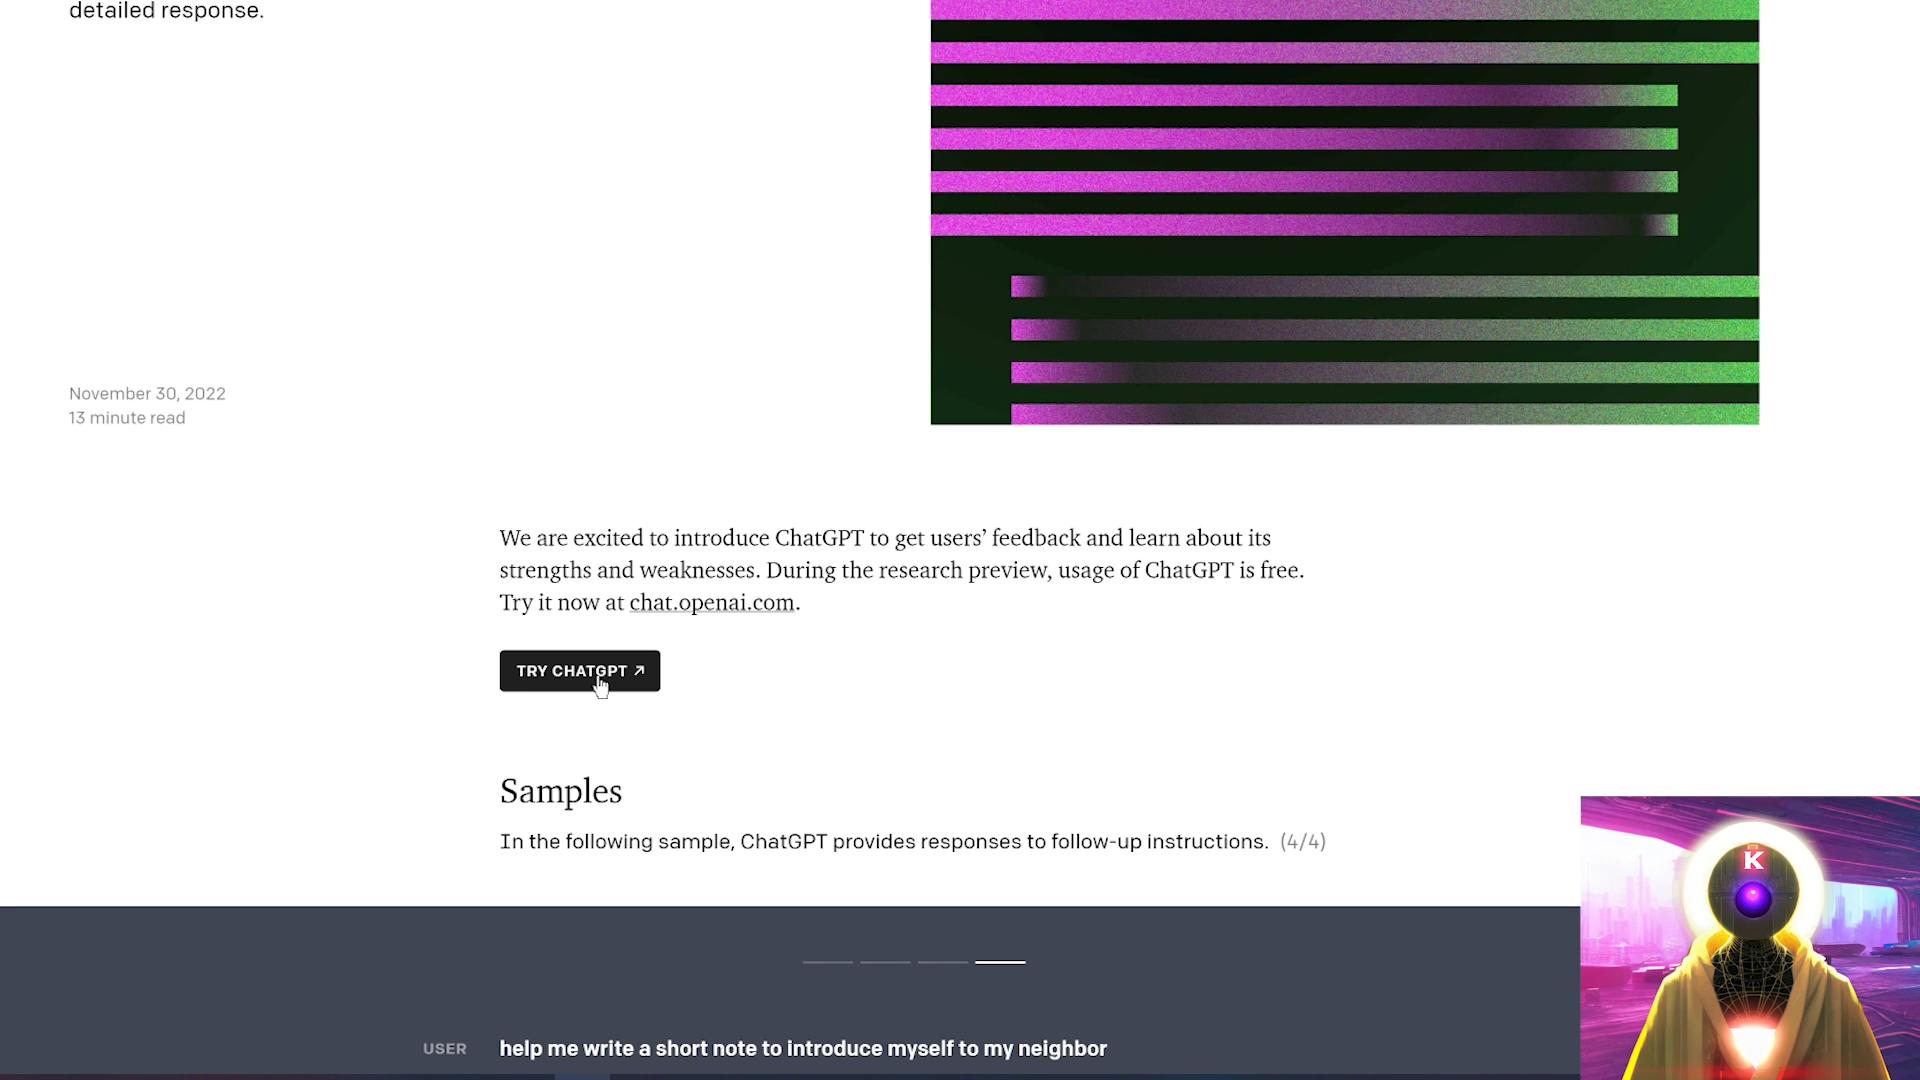 detailed response.
November 30, 2022
13 minute read
We are excited to introduce ChatGPT to get users’ feedback and learn about its
strengths and weaknesses. During the research preview, usage of ChatGPT is free.
Try it now at chat.openai.com.
TRY CHATGPT ↗
Samples
In the following sample, ChatGPT provides responses to follow-up instructions. (4/4)
K
USER help me write a short note to introduce myself to my neighbor